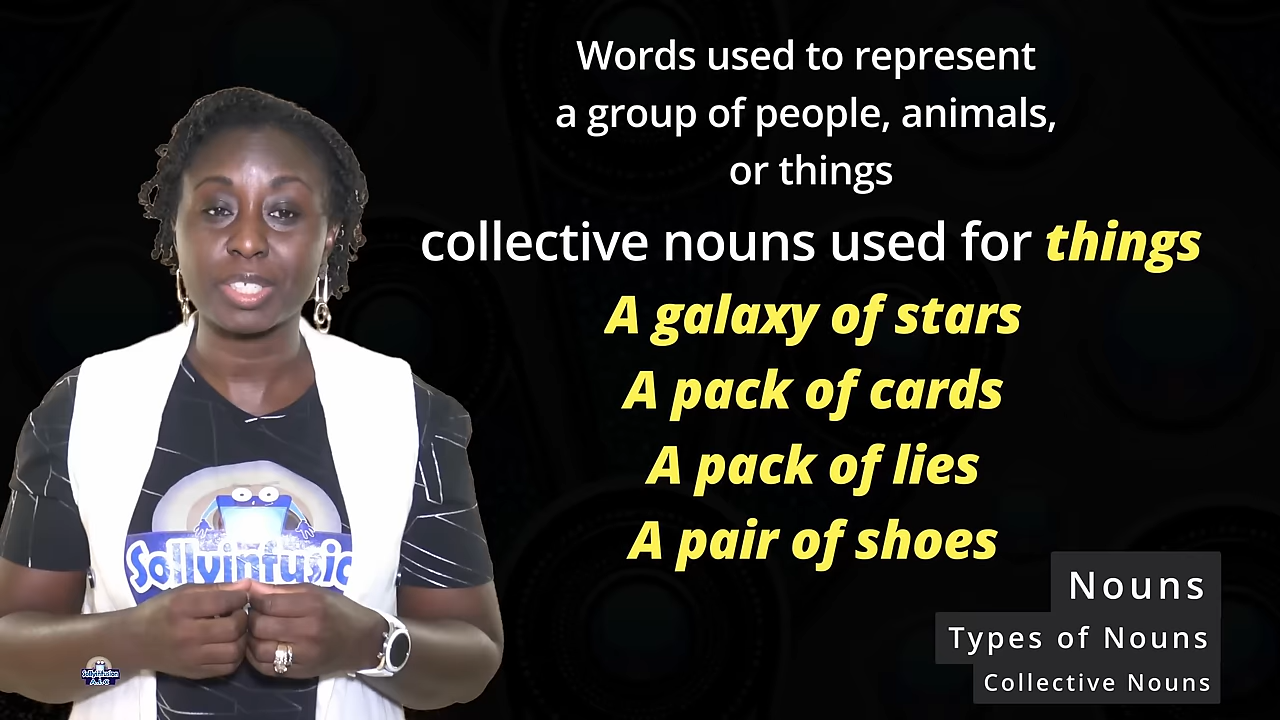 Words used to represent
a group of people, animals,
or things
collective nouns used for things
A galaxy of stars
A pack of cards
A pack of lies
A pair of shoes
Sollyinfusio
Nouns
Types of Nouns
Collective Nouns